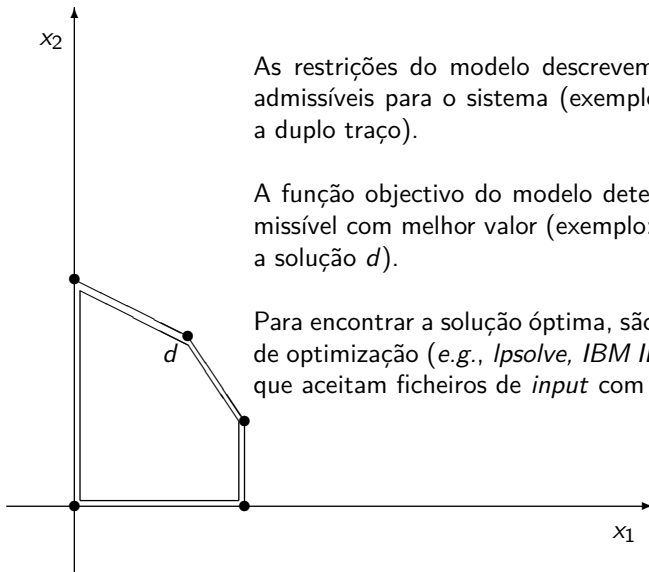 x2
As restrições do modelo descrevem
admissíveis para o sistema (exempl
a duplo traço).
A função objectivo do modelo dete
missível com melhor valor (exemplo:
a solução d).
Para encontrar a solução óptima, são
de optimização (e.g., lpsolve, IBM I
que aceitam ficheiros de input com
d
x1